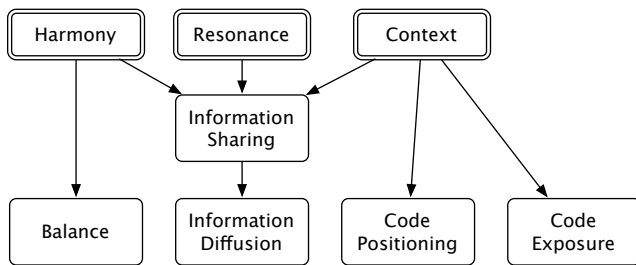 Harmony
Resonance
Context
Information
Sharing
Balance
Information
Diffusion
Code
Positioning
Code
Exposure